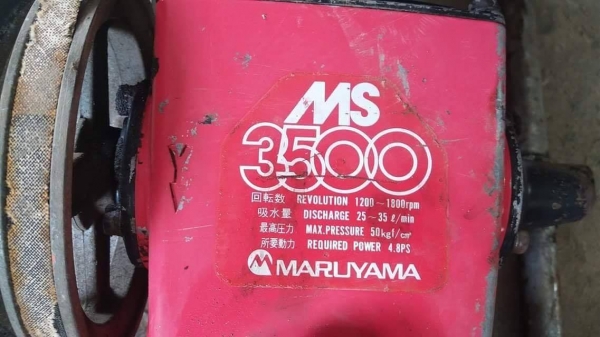 MS
3500
回転数 REVOLUTION 1200~1800rpm
吸水量 DISCHARGE 25~35ℓ/min
最高圧力 MAX.PRESSURE 50kgf/cm²
所要動力 REQUIRED POWER 4.8PS
MARUYAMA